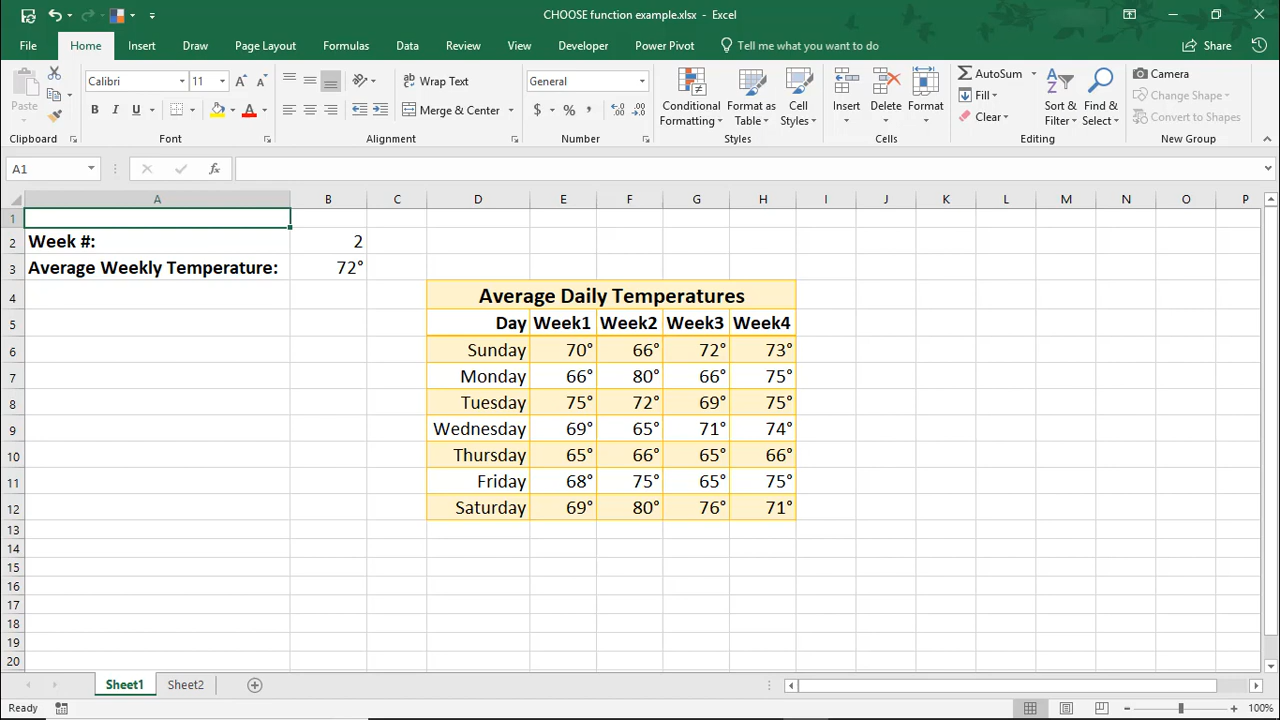 CHOOSE function example.xlsx - Excel
File Home Insert Draw Page Layout Formulas Data Review View Developer Power Pivot Tell me what you want to do Share
Paste
Calibri 11
B I U
A A
A
Wrap Text
Merge & Center
General
$ % ,
Conditional Formatting
Format as Table
Cell Styles
Insert
Delete
Format
AutoSum
Fill
Clear
Sort & Filter
Find & Select
Camera
Change Shape
Convert to Shapes
Clipboard Font Alignment Number Styles Cells Editing New Group
A1 fx
A B C D E F G H I J K L M N O P
1
2 Week #: 2
3 Average Weekly Temperature: 72°
4 Average Daily Temperatures
5 Day Week1 Week2 Week3 Week4
6 Sunday 70° 66° 72° 73°
7 Monday 66° 80° 66° 75°
8 Tuesday 75° 72° 69° 75°
9 Wednesday 69° 65° 71° 74°
10 Thursday 65° 66° 65° 66°
11 Friday 68° 75° 65° 75°
12 Saturday 69° 80° 76° 71°
13
14
15
16
17
18
19
20
Sheet1 Sheet2
Ready 100%